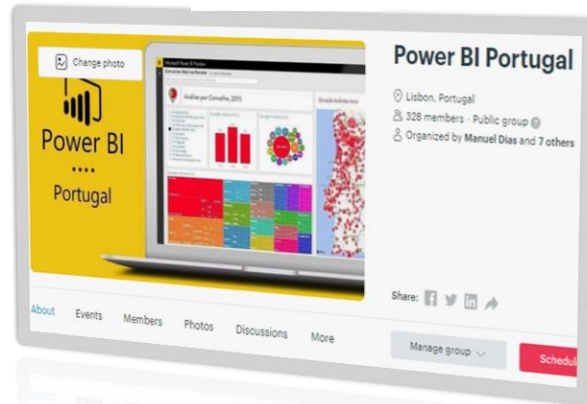 Change photo
Power BI
Portugal
Análise por Concelho, 2015
Power BI Portugal
Lisbon, Portugal
328 members · Public group
Organized by Manuel Dias and 7 others
Share:
About Events Members Photos Discussions More
Manage group
Schedul